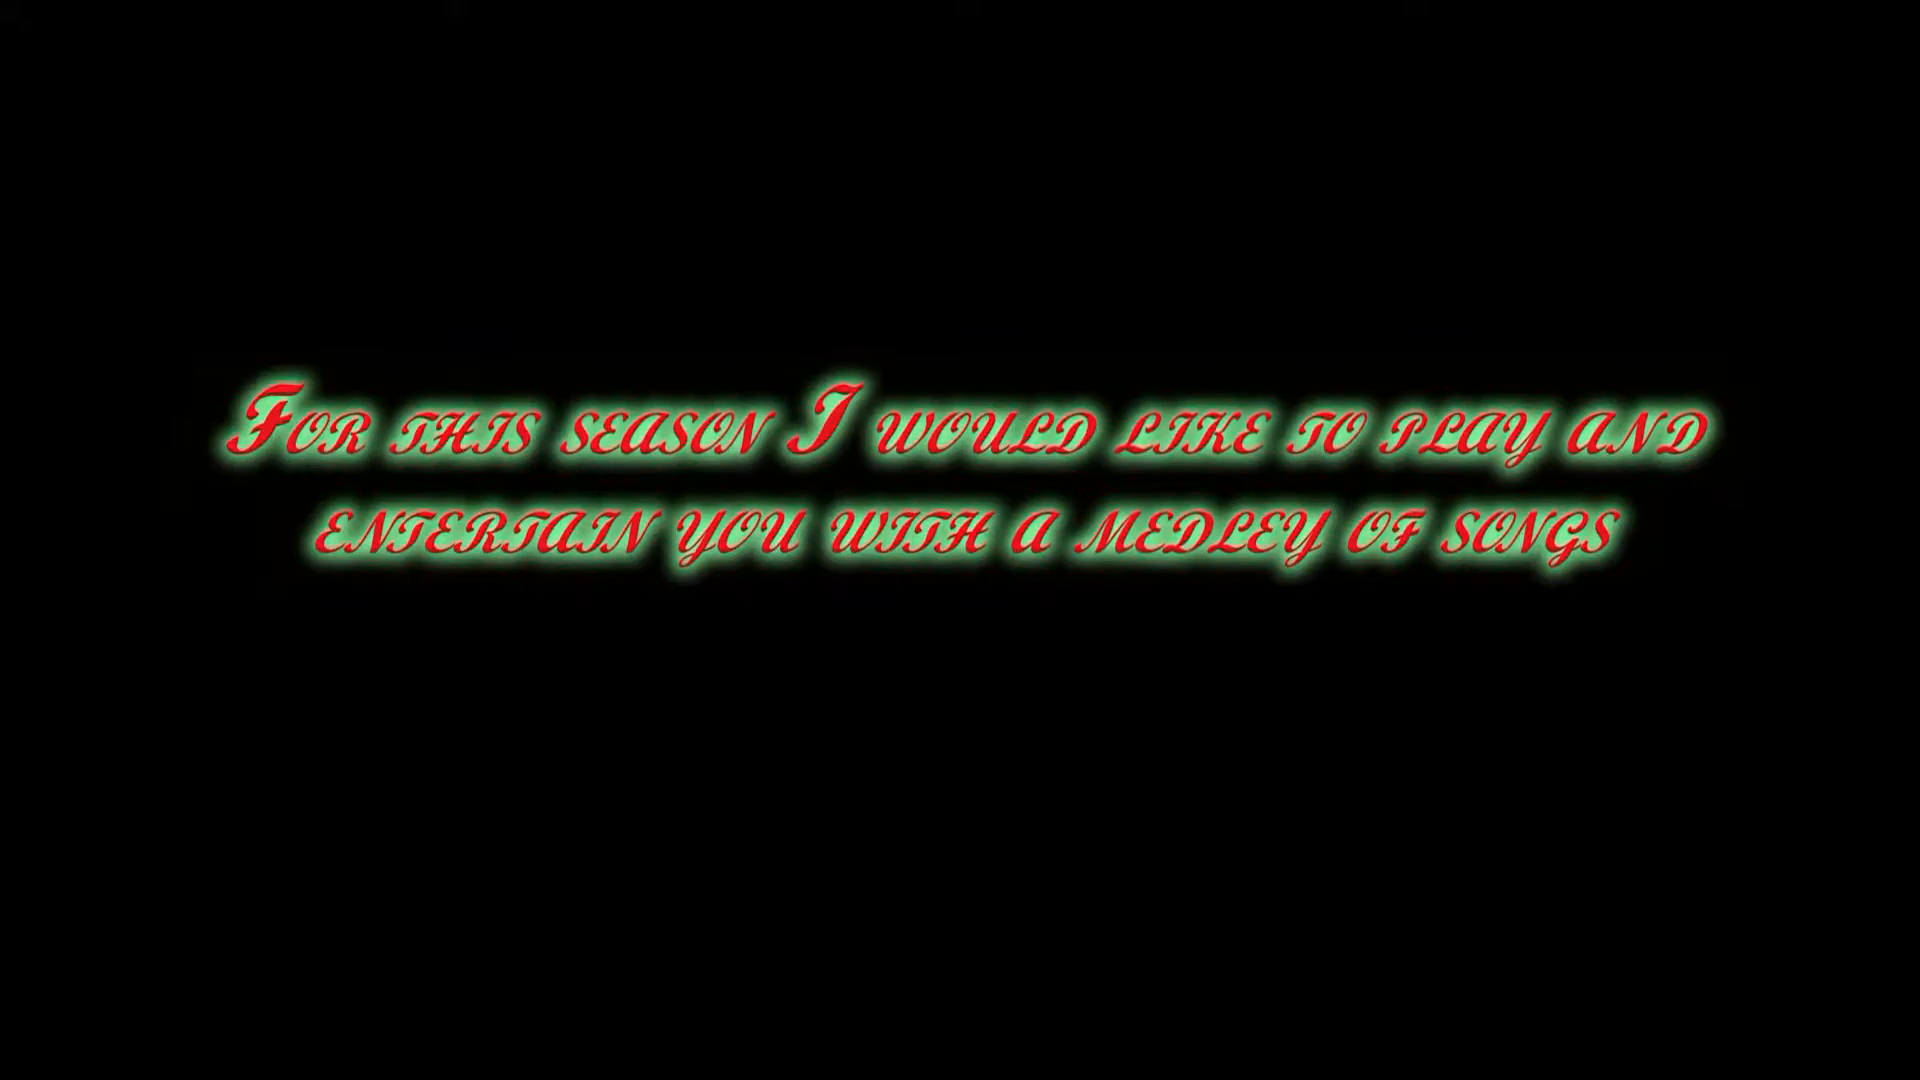 For this season I would like to play and
entertain you with a medley of songs